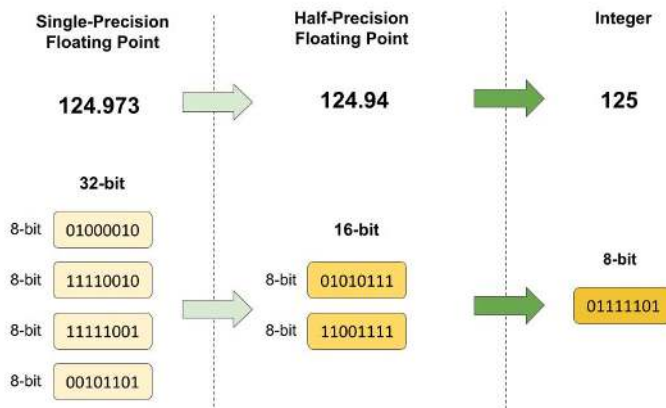 Single-Precision
Floating Point
Half-Precision
Floating Point
Integer
124.973
124.94
125
32-bit
8-bit 01000010
8-bit 11110010
8-bit 11111001
8-bit 00101101
16-bit
8-bit 01010111
8-bit 11001111
8-bit
01111101